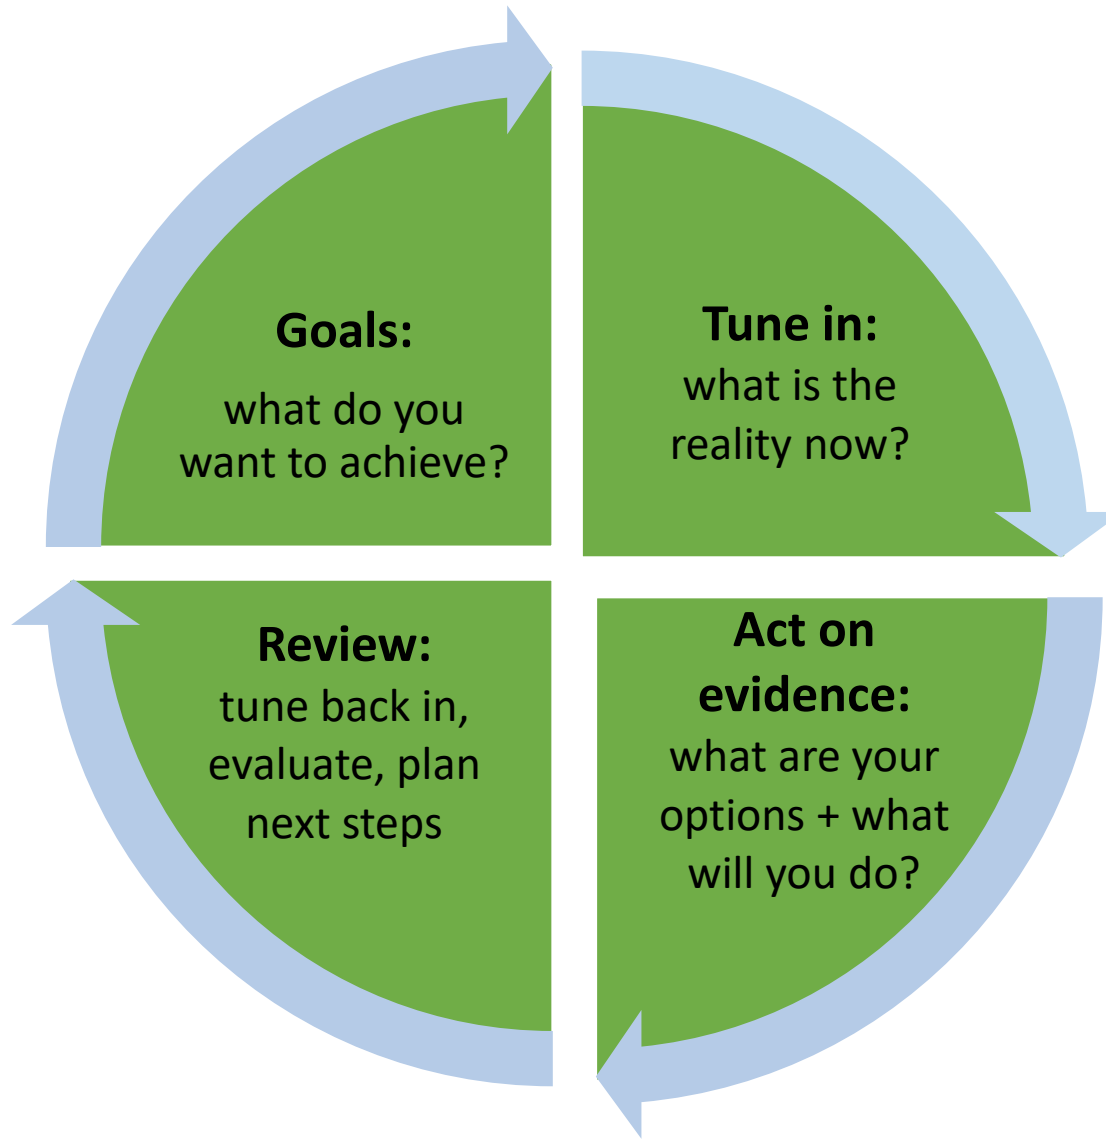 Goals:
what do you
want to achieve?
Tune in:
what is the
reality now?
Act on
evidence:
what are your
options + what
will you do?
Review:
tune back in,
evaluate, plan
next steps